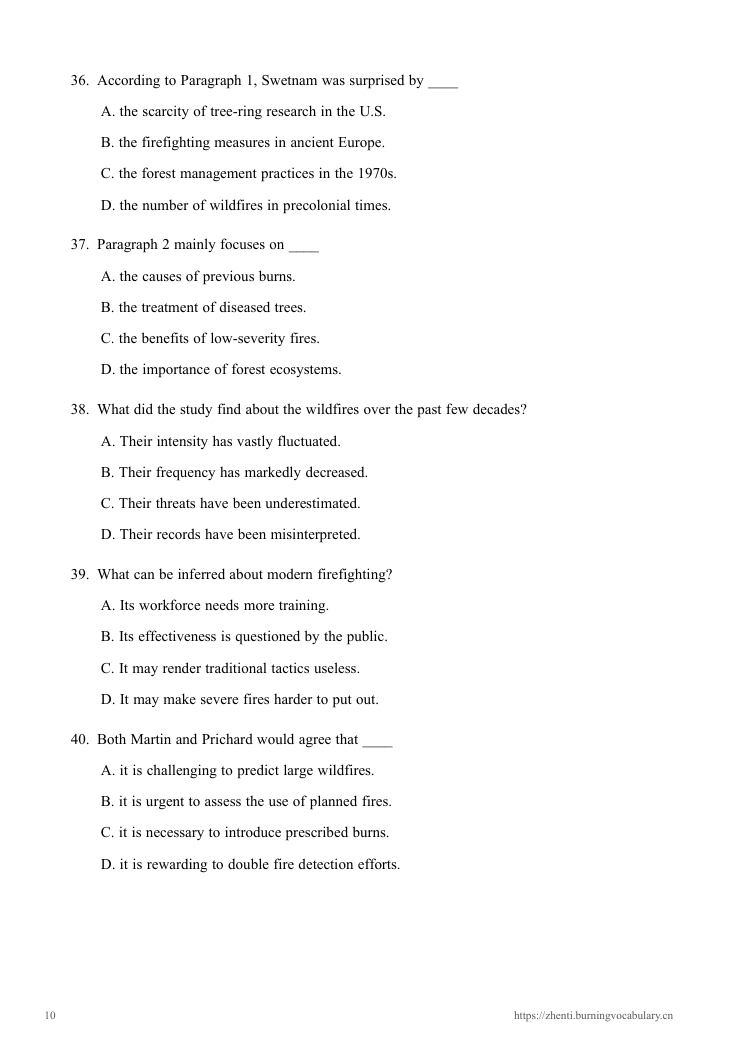 36. According to Paragraph 1, Swetnam was surprised by ____
A. the scarcity of tree-ring research in the U.S.
B. the firefighting measures in ancient Europe.
C. the forest management practices in the 1970s.
D. the number of wildfires in precolonial times.
37. Paragraph 2 mainly focuses on ____
A. the causes of previous burns.
B. the treatment of diseased trees.
C. the benefits of low-severity fires.
D. the importance of forest ecosystems.
38. What did the study find about the wildfires over the past few decades?
A. Their intensity has vastly fluctuated.
B. Their frequency has markedly decreased.
C. Their threats have been underestimated.
D. Their records have been misinterpreted.
39. What can be inferred about modern firefighting?
A. Its workforce needs more training.
B. Its effectiveness is questioned by the public.
C. It may render traditional tactics useless.
D. It may make severe fires harder to put out.
40. Both Martin and Prichard would agree that ____
A. it is challenging to predict large wildfires.
B. it is urgent to assess the use of planned fires.
C. it is necessary to introduce prescribed burns.
D. it is rewarding to double fire detection efforts.
10 https://zhenti.burningvocabulary.cn